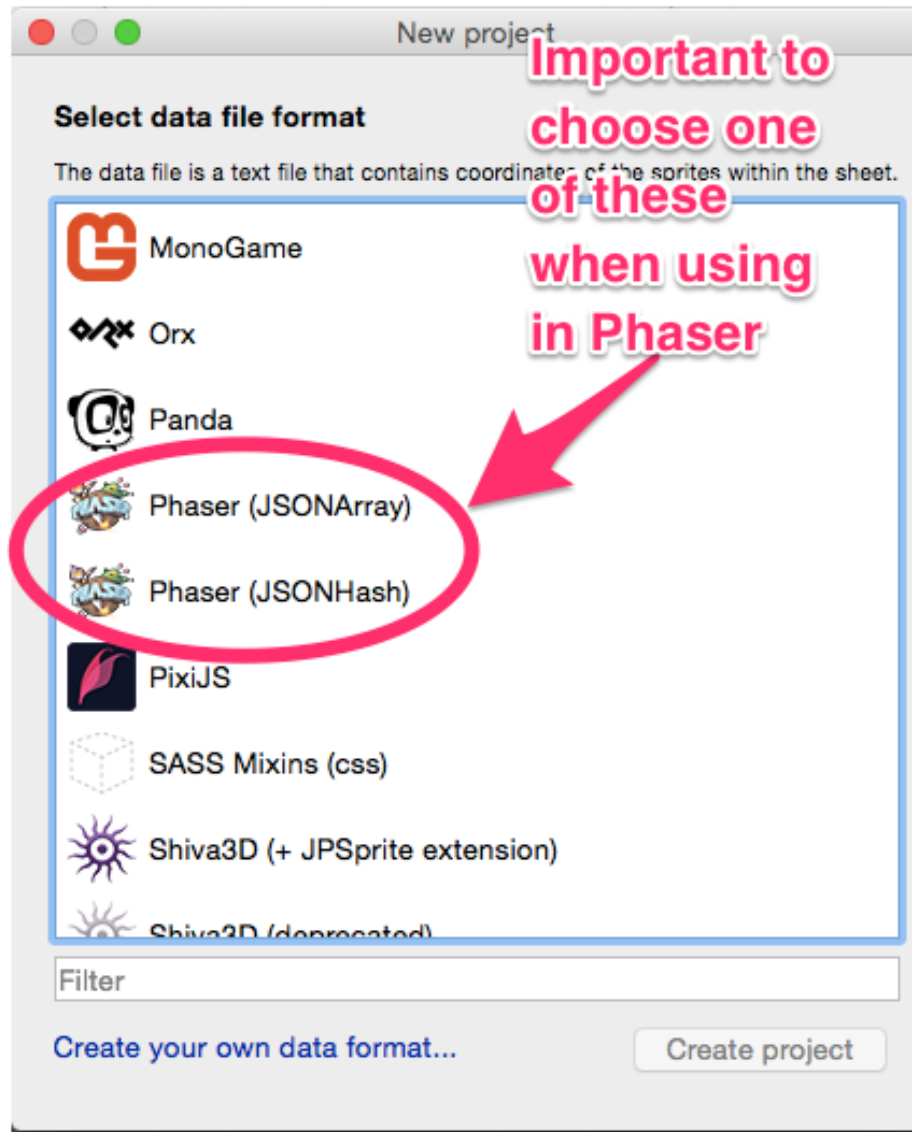 New project
Important to
choose one
of these
when using
in Phaser
Select data file format
The data file is a text file that contains coordinates of the sprites within the sheet.
MonoGame
Orx
Panda
Phaser (JSONArray)
Phaser (JSONHash)
PixiJS
SASS Mixins (css)
Shiva3D (+ JPSprite extension)
Shiva3D (deprecated)
Filter
Create your own data format...
Create project